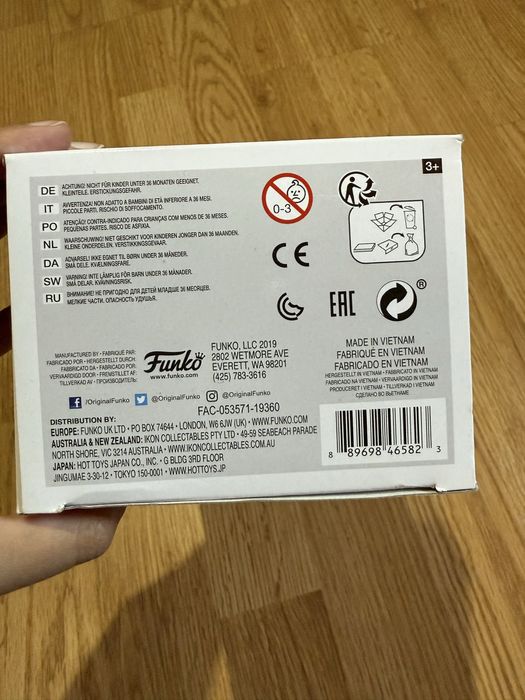 3+
DE ACHTUNG! NICHT FÜR KINDER UNTER 36 MONATEN GEEIGNET.
KLEINTEILE. ERSTICKUNGSGEFAHR.
IT AVVERTENZA! NON ADATTO A BAMBINI DI ETÀ INFERIORE A 36 MESI.
PICCOLE PARTI. RISCHIO DI SOFFOCAMENTO.
PO ATENÇÃO! CONTRA-INDICADO PARA CRIANÇAS COM MENOS DE 36 MESES.
PEQUENAS PARTES. RISCO DE ASFIXIA.
NL WAARSCHUWING! NIET GESCHIKT VOOR KINDEREN JONGER DAN 36 MAANDEN.
KLEINE ONDERDELEN. VERSTIKKINGSGEVAAR.
DA ADVARSEL! IKKE EGNET TIL BØRN UNDER 36 MÅNEDER.
SMÅ DELE. KVÆLNINGSFARE.
SW VARNING! INTE LÄMPLIG FÖR BARN UNDER 36 MÅNADER.
SMÅ DELAR. KVÄVNINGSRISK.
RU ВНИМАНИЕ! НЕ ПРИГОДНО ДЛЯ ДЕТЕЙ МЛАДШЕ 36 МЕСЯЦЕВ.
МЕЛКИЕ ЧАСТИ. ОПАСНОСТЬ УДУШЬЯ.
0-3
CE
EAC
®
MANUFACTURED BY • FABRIQUÉ PAR:
FABRICADO POR • HERGESTELLT DURCH:
FABRICATO DA • FABRICADO POR:
VERVAARDIGD DOOR • FREMSTILLET AF:
TILLVERKAD AV • ПРОИЗВОДИТЕЛЬ:
Funko
www.funko.com
FUNKO, LLC 2019
2802 WETMORE AVE
EVERETT, WA 98201
(425) 783-3616
MADE IN VIETNAM
FABRIQUÉ EN VIETNAM
FABRICADO EN VIETNAM
HERGESTELLT IN VIETNAM • FABBRICATO IN VIETNAM
FABRICADO NA VIETNAM • VERVAARDIGD IN VIETNAM
PRODUCERET I VIETNAM • TILLVERKAD I VIETNAM
СДЕЛАНО ВО ВЬЕТНАМЕ
/OriginalFunko @OriginalFunko @OriginalFunko
FAC-053571-19360
DISTRIBUTION BY:
EUROPE: FUNKO UK LTD • PO BOX 74644 • LONDON, W6 6JW (UK) • WWW.FUNKO.COM
AUSTRALIA & NEW ZEALAND: IKON COLLECTABLES PTY LTD • 49-59 SEABEACH PARADE
NORTH SHORE, VIC 3214 AUSTRALIA • WWW.IKONCOLLECTABLES.COM.AU
JAPAN: HOT TOYS JAPAN CO., INC. • G BLDG 3RD FLOOR
JINGUMAE 3-30-12 • TOKYO 150-0001 • WWW.HOTTOYS.JP
8 89698 46582 3